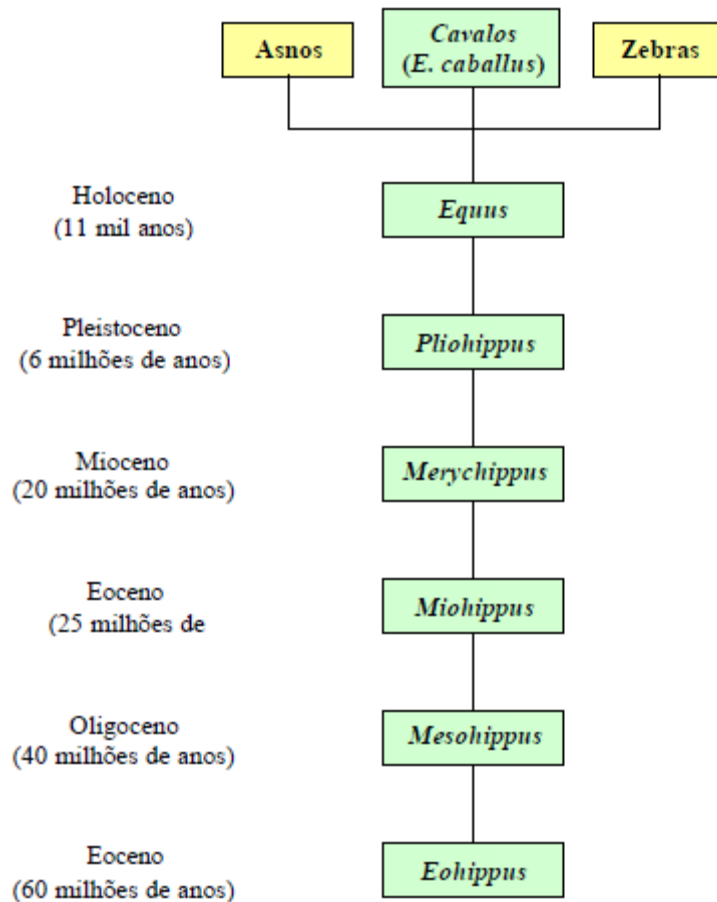 Asnos
Cavalos
(E. caballus)
Zebras
Holoceno
(11 mil anos)
Equus
Pleistoceno
(6 milhões de anos)
Pliohippus
Mioceno
(20 milhões de anos)
Merychippus
Eoceno
(25 milhões de
Miohippus
Oligoceno
(40 milhões de anos)
Mesohippus
Eoceno
(60 milhões de anos)
Eohippus